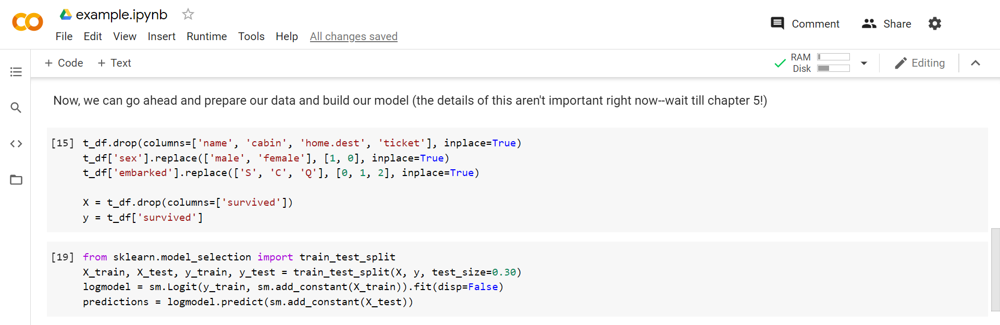 example.ipynb
File Edit View Insert Runtime Tools Help All changes saved
Comment Share
+ Code + Text
RAM
Disk
Editing
Now, we can go ahead and prepare our data and build our model (the details of this aren't important right now--wait till chapter 5!)
[15] t_df.drop(columns=['name', 'cabin', 'home.dest', 'ticket'], inplace=True)
t_df['sex'].replace(['male', 'female'], [1, 0], inplace=True)
t_df['embarked'].replace(['S', 'C', 'Q'], [0, 1, 2], inplace=True)
X = t_df.drop(columns=['survived'])
y = t_df['survived']
[19] from sklearn.model_selection import train_test_split
X_train, X_test, y_train, y_test = train_test_split(X, y, test_size=0.30)
logmodel = sm.Logit(y_train, sm.add_constant(X_train)).fit(disp=False)
predictions = logmodel.predict(sm.add_constant(X_test))